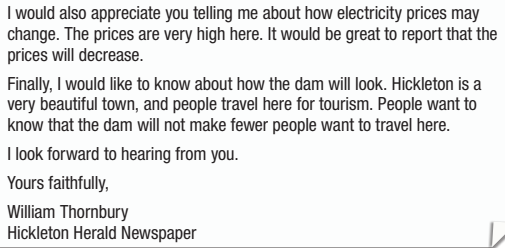 I would also appreciate you telling me about how electricity prices may
change. The prices are very high here. It would be great to report that the
prices will decrease.
Finally, I would like to know about how the dam will look. Hickleton is a
very beautiful town, and people travel here for tourism. People want to
know that the dam will not make fewer people want to travel here.
I look forward to hearing from you.
Yours faithfully,
William Thornbury
Hickleton Herald Newspaper